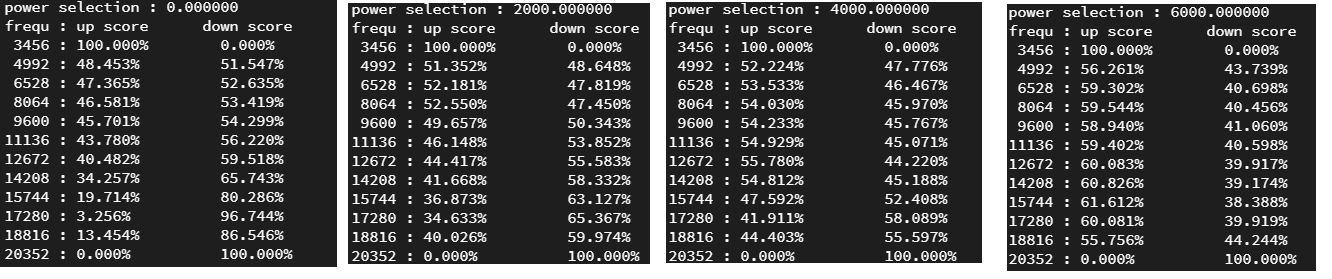 power selection : 0.000000
frequ : up score down score
3456 : 100.000% 0.000%
4992 : 48.453% 51.547%
6528 : 47.365% 52.635%
8064 : 46.581% 53.419%
9600 : 45.701% 54.299%
11136 : 43.780% 56.220%
12672 : 40.482% 59.518%
14208 : 34.257% 65.743%
15744 : 19.714% 80.286%
17280 : 3.256% 96.744%
18816 : 13.454% 86.546%
20352 : 0.000% 100.000%
power selection : 2000.000000
frequ : up score down score
3456 : 100.000% 0.000%
4992 : 51.352% 48.648%
6528 : 52.181% 47.819%
8064 : 52.550% 47.450%
9600 : 49.657% 50.343%
11136 : 46.148% 53.852%
12672 : 44.417% 55.583%
14208 : 41.668% 58.332%
15744 : 36.873% 63.127%
17280 : 34.633% 65.367%
18816 : 40.026% 59.974%
20352 : 0.000% 100.000%
power selection : 4000.000000
frequ : up score down score
3456 : 100.000% 0.000%
4992 : 52.224% 47.776%
6528 : 53.533% 46.467%
8064 : 54.030% 45.970%
9600 : 54.233% 45.767%
11136 : 54.929% 45.071%
12672 : 55.780% 44.220%
14208 : 54.812% 45.188%
15744 : 47.592% 52.408%
17280 : 41.911% 58.089%
18816 : 44.403% 55.597%
20352 : 0.000% 100.000%
power selection : 6000.000000
frequ : up score down score
3456 : 100.000% 0.000%
4992 : 56.261% 43.739%
6528 : 59.302% 40.698%
8064 : 59.544% 40.456%
9600 : 58.940% 41.060%
11136 : 59.402% 40.598%
12672 : 60.083% 39.917%
14208 : 60.826% 39.174%
15744 : 61.612% 38.388%
17280 : 60.081% 39.919%
18816 : 55.756% 44.244%
20352 : 0.000% 100.000%